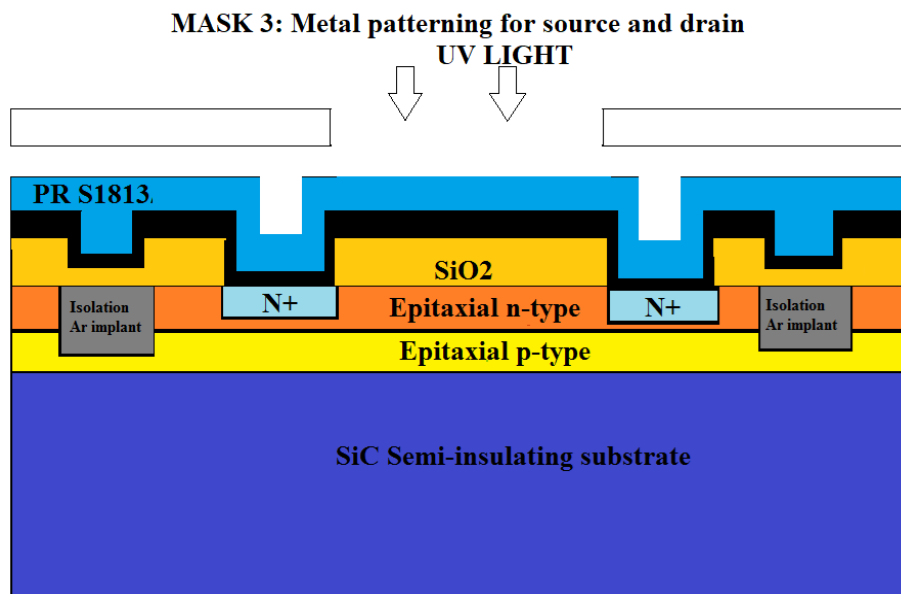 MASK 3: Metal patterning for source and drain
UV LIGHT
PR S1813
SiO2
Isolation
Ar implant
N+
Epitaxial n-type
N+
Isolation
Ar implant
Epitaxial p-type
SiC Semi-insulating substrate